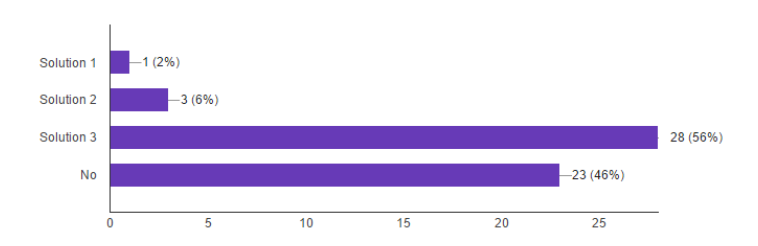 Solution 1 1 (2%)
Solution 2 3 (6%)
Solution 3 28 (56%)
No 23 (46%)
0 5 10 15 20 25